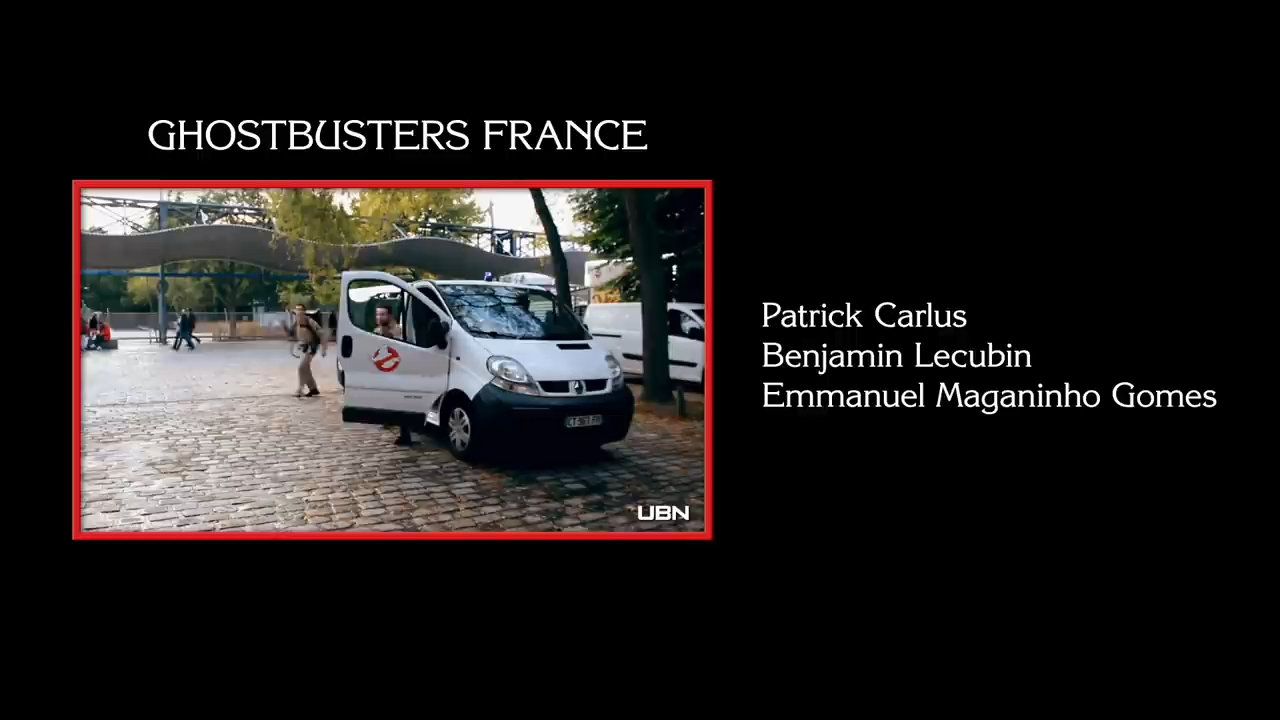 GHOSTBUSTERS FRANCE
Patrick Carlus
Benjamin Lecubin
Emmanuel Maganinho Gomes
UBN